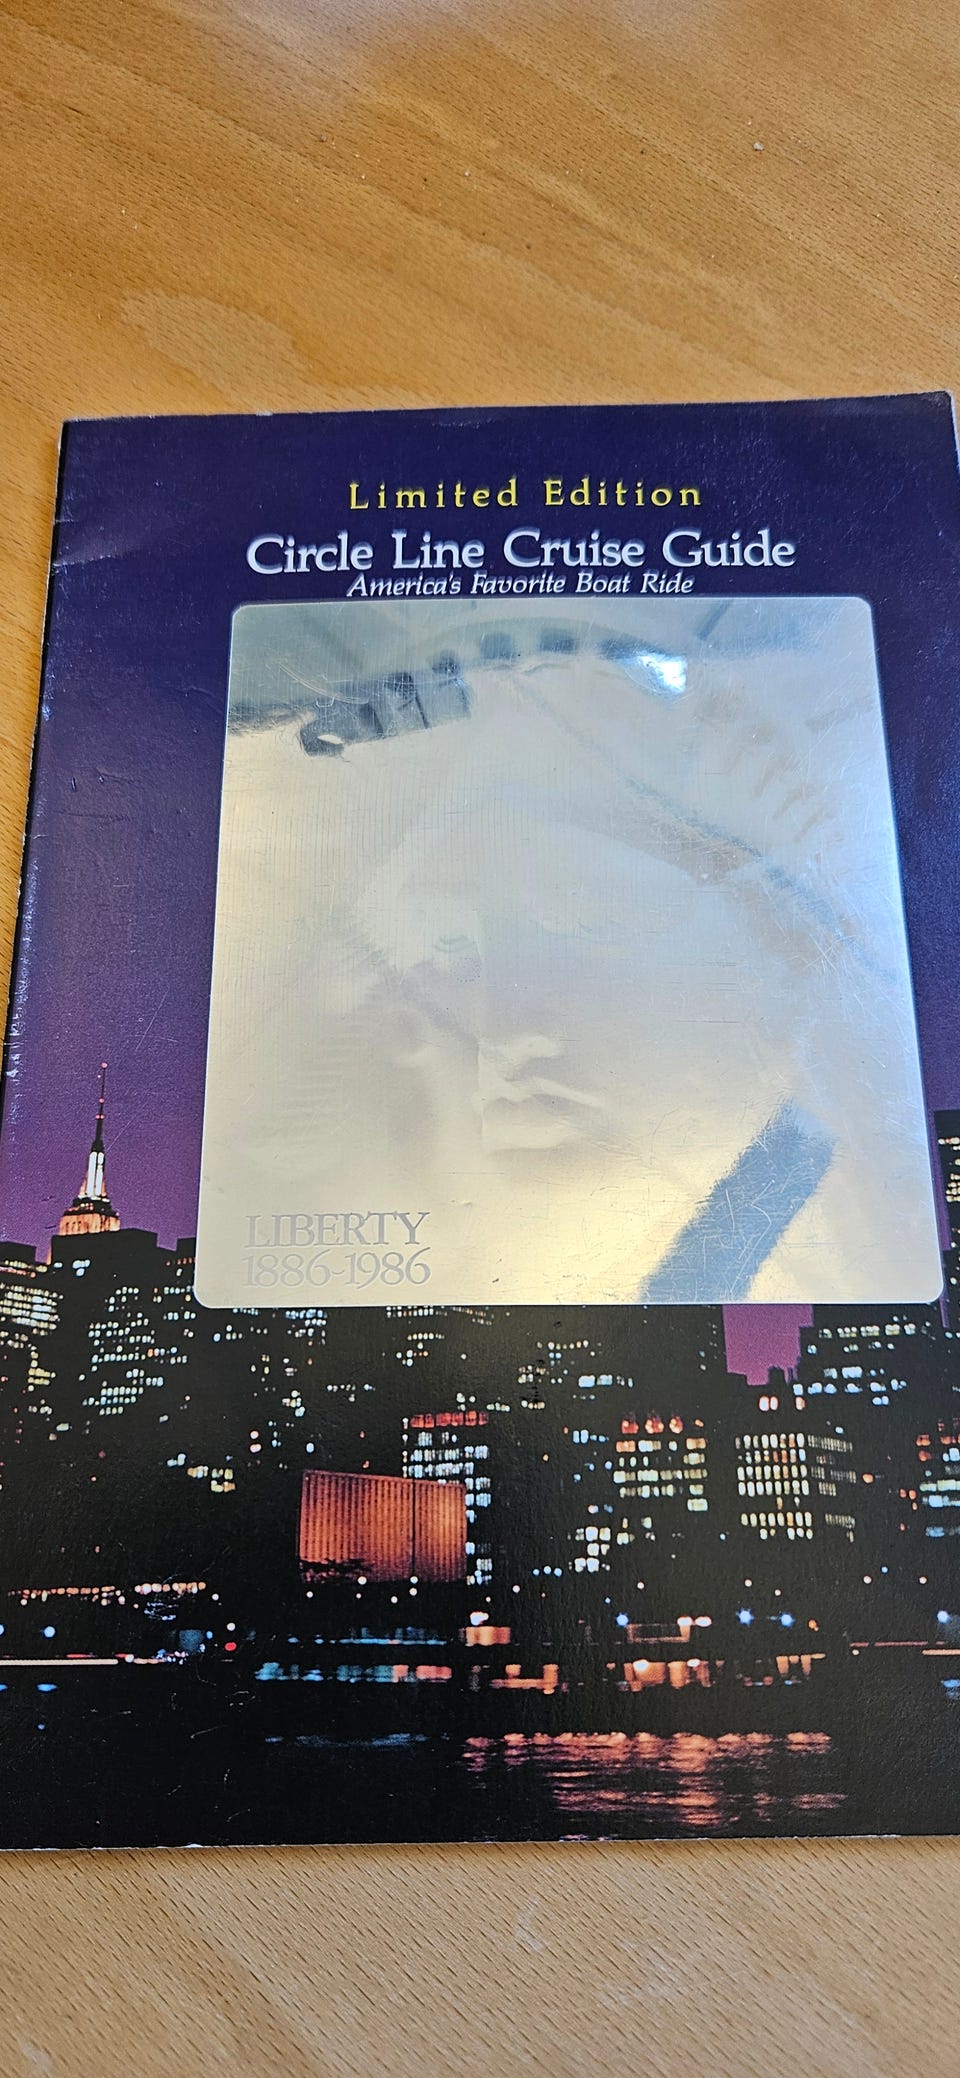 Limited Edition
Circle Line Cruise Guide
America's Favorite Boat Ride
LIBERTY
1886-1986